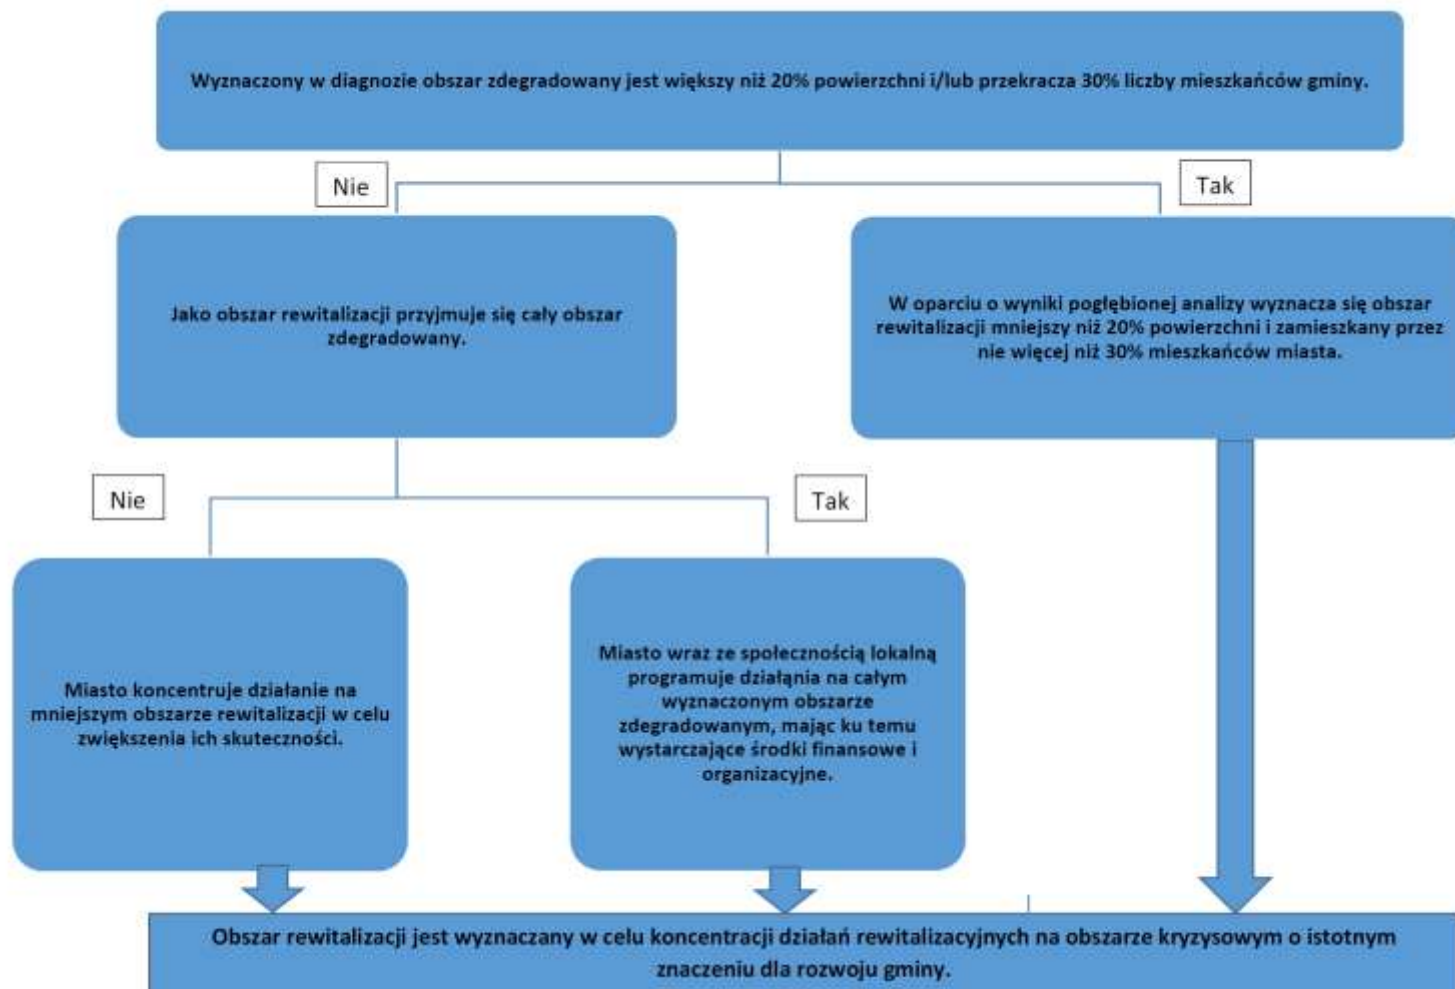 Wyznaczony w diagnozie obszar zdegradowany jest większy niż 20% powierzchni i/lub przekracza 30% liczby mieszkańców gminy.
Nie
Tak
Jako obszar rewitalizacji przyjmuje się cały obszar
zdegradowany.
W oparciu o wyniki pogłębionej analizy wyznacza się obszar
rewitalizacji mniejszy niż 20% powierzchni i zamieszkany przez
nie więcej niż 30% mieszkańców miasta.
Nie
Tak
Miasto koncentruje działanie na
mniejszym obszarze rewitalizacji w celu
zwiększenia ich skuteczności.
Miasto wraz ze społecznością lokalną
programuje działąnia na całym
wyznaczonym obszarze
zdegradowanym, mając ku temu
wystarczające środki finansowe i
organizacyjne.
Obszar rewitalizacji jest wyznaczany w celu koncentracji działań rewitalizacyjnych na obszarze kryzysowym o istotnym
znaczeniu dla rozwoju gminy.